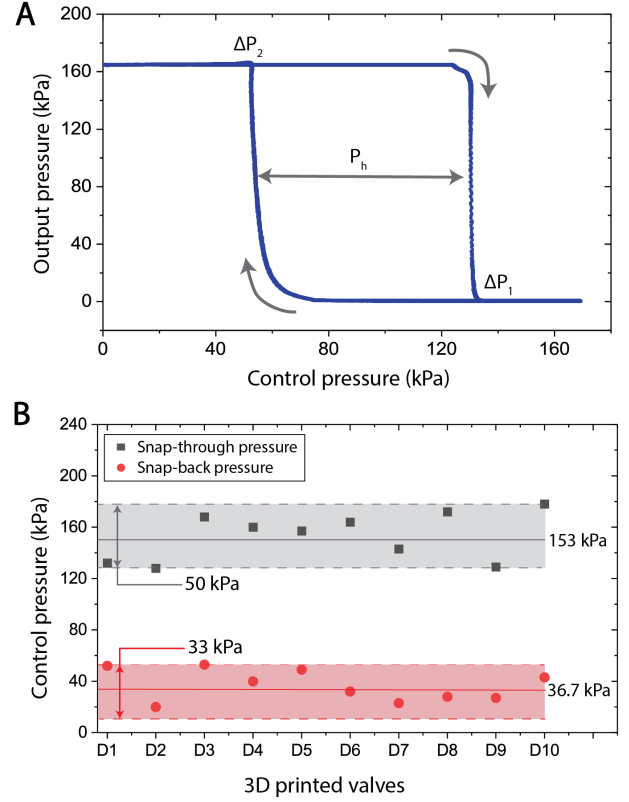 A
200
160
120
80
40
0
Output pressure (kPa)
ΔP2
Ph
ΔP1
0
40
80
120
160
Control pressure (kPa)
B
240
200
160
120
80
40
0
Control pressure (kPa)
Snap-through pressure
Snap-back pressure
153 kPa
50 kPa
33 kPa
36.7 kPa
D1 D2 D3 D4 D5 D6 D7 D8 D9 D10
3D printed valves